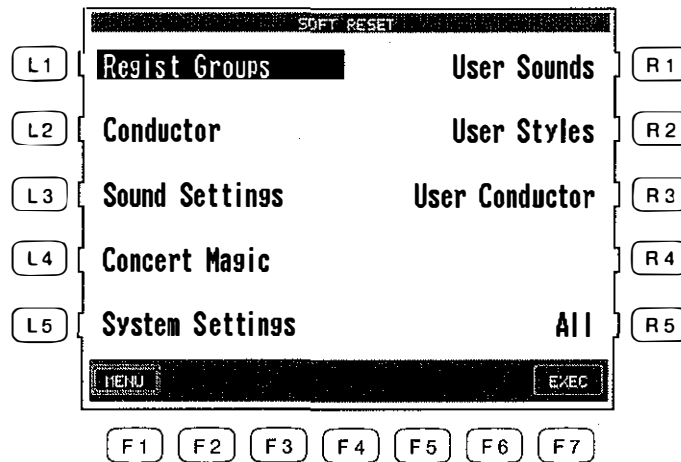 SOFT RESET
L1 Regist Groups User Sounds R1
L2 Conductor User Styles R2
L3 Sound Settings User Conductor R3
L4 Concert Magic R4
L5 System Settings All R5
MENU EXEC
F1 F2 F3 F4 F5 F6 F7